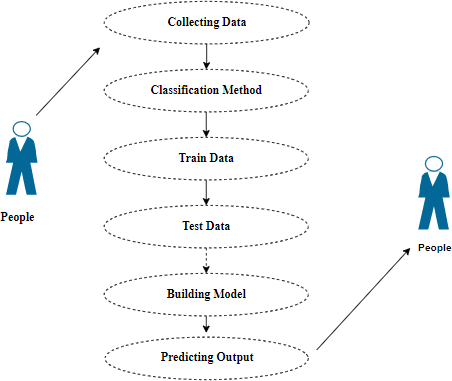 Collecting Data
Classification Method
Train Data
People
Test Data
People
Building Model
Predicting Output